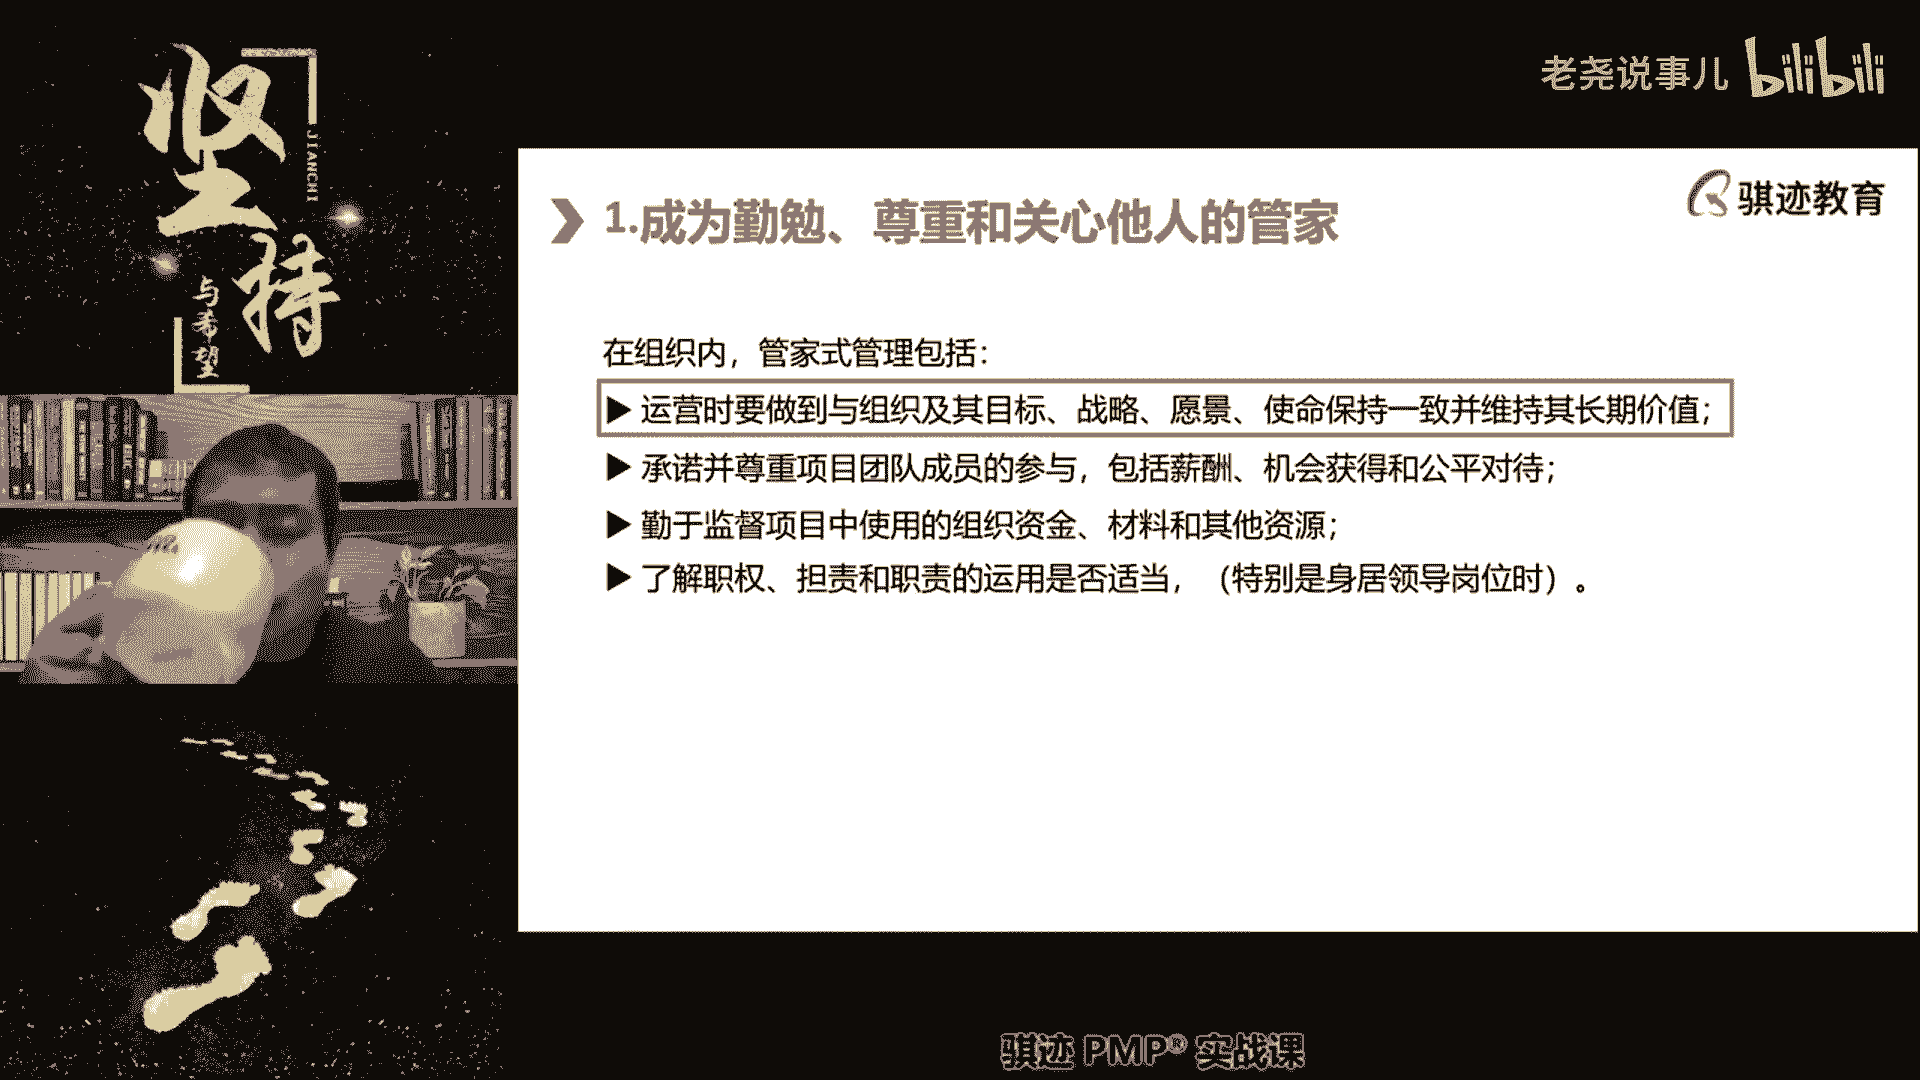 坚持
JIANCHI
与希望
老尧说事儿 bilibili
骐迹教育
1.成为勤勉、尊重和关心他人的管家
在组织内，管家式管理包括：
▶ 运营时要做到与组织及其目标、战略、愿景、使命保持一致并维持其长期价值；
▶ 承诺并尊重项目团队成员的参与，包括薪酬、机会获得和公平对待；
▶ 勤于监督项目中使用的组织资金、材料和其他资源；
▶ 了解职权、担责和职责的运用是否适当，（特别是身居领导岗位时）。
骐迹 PMP® 实战课